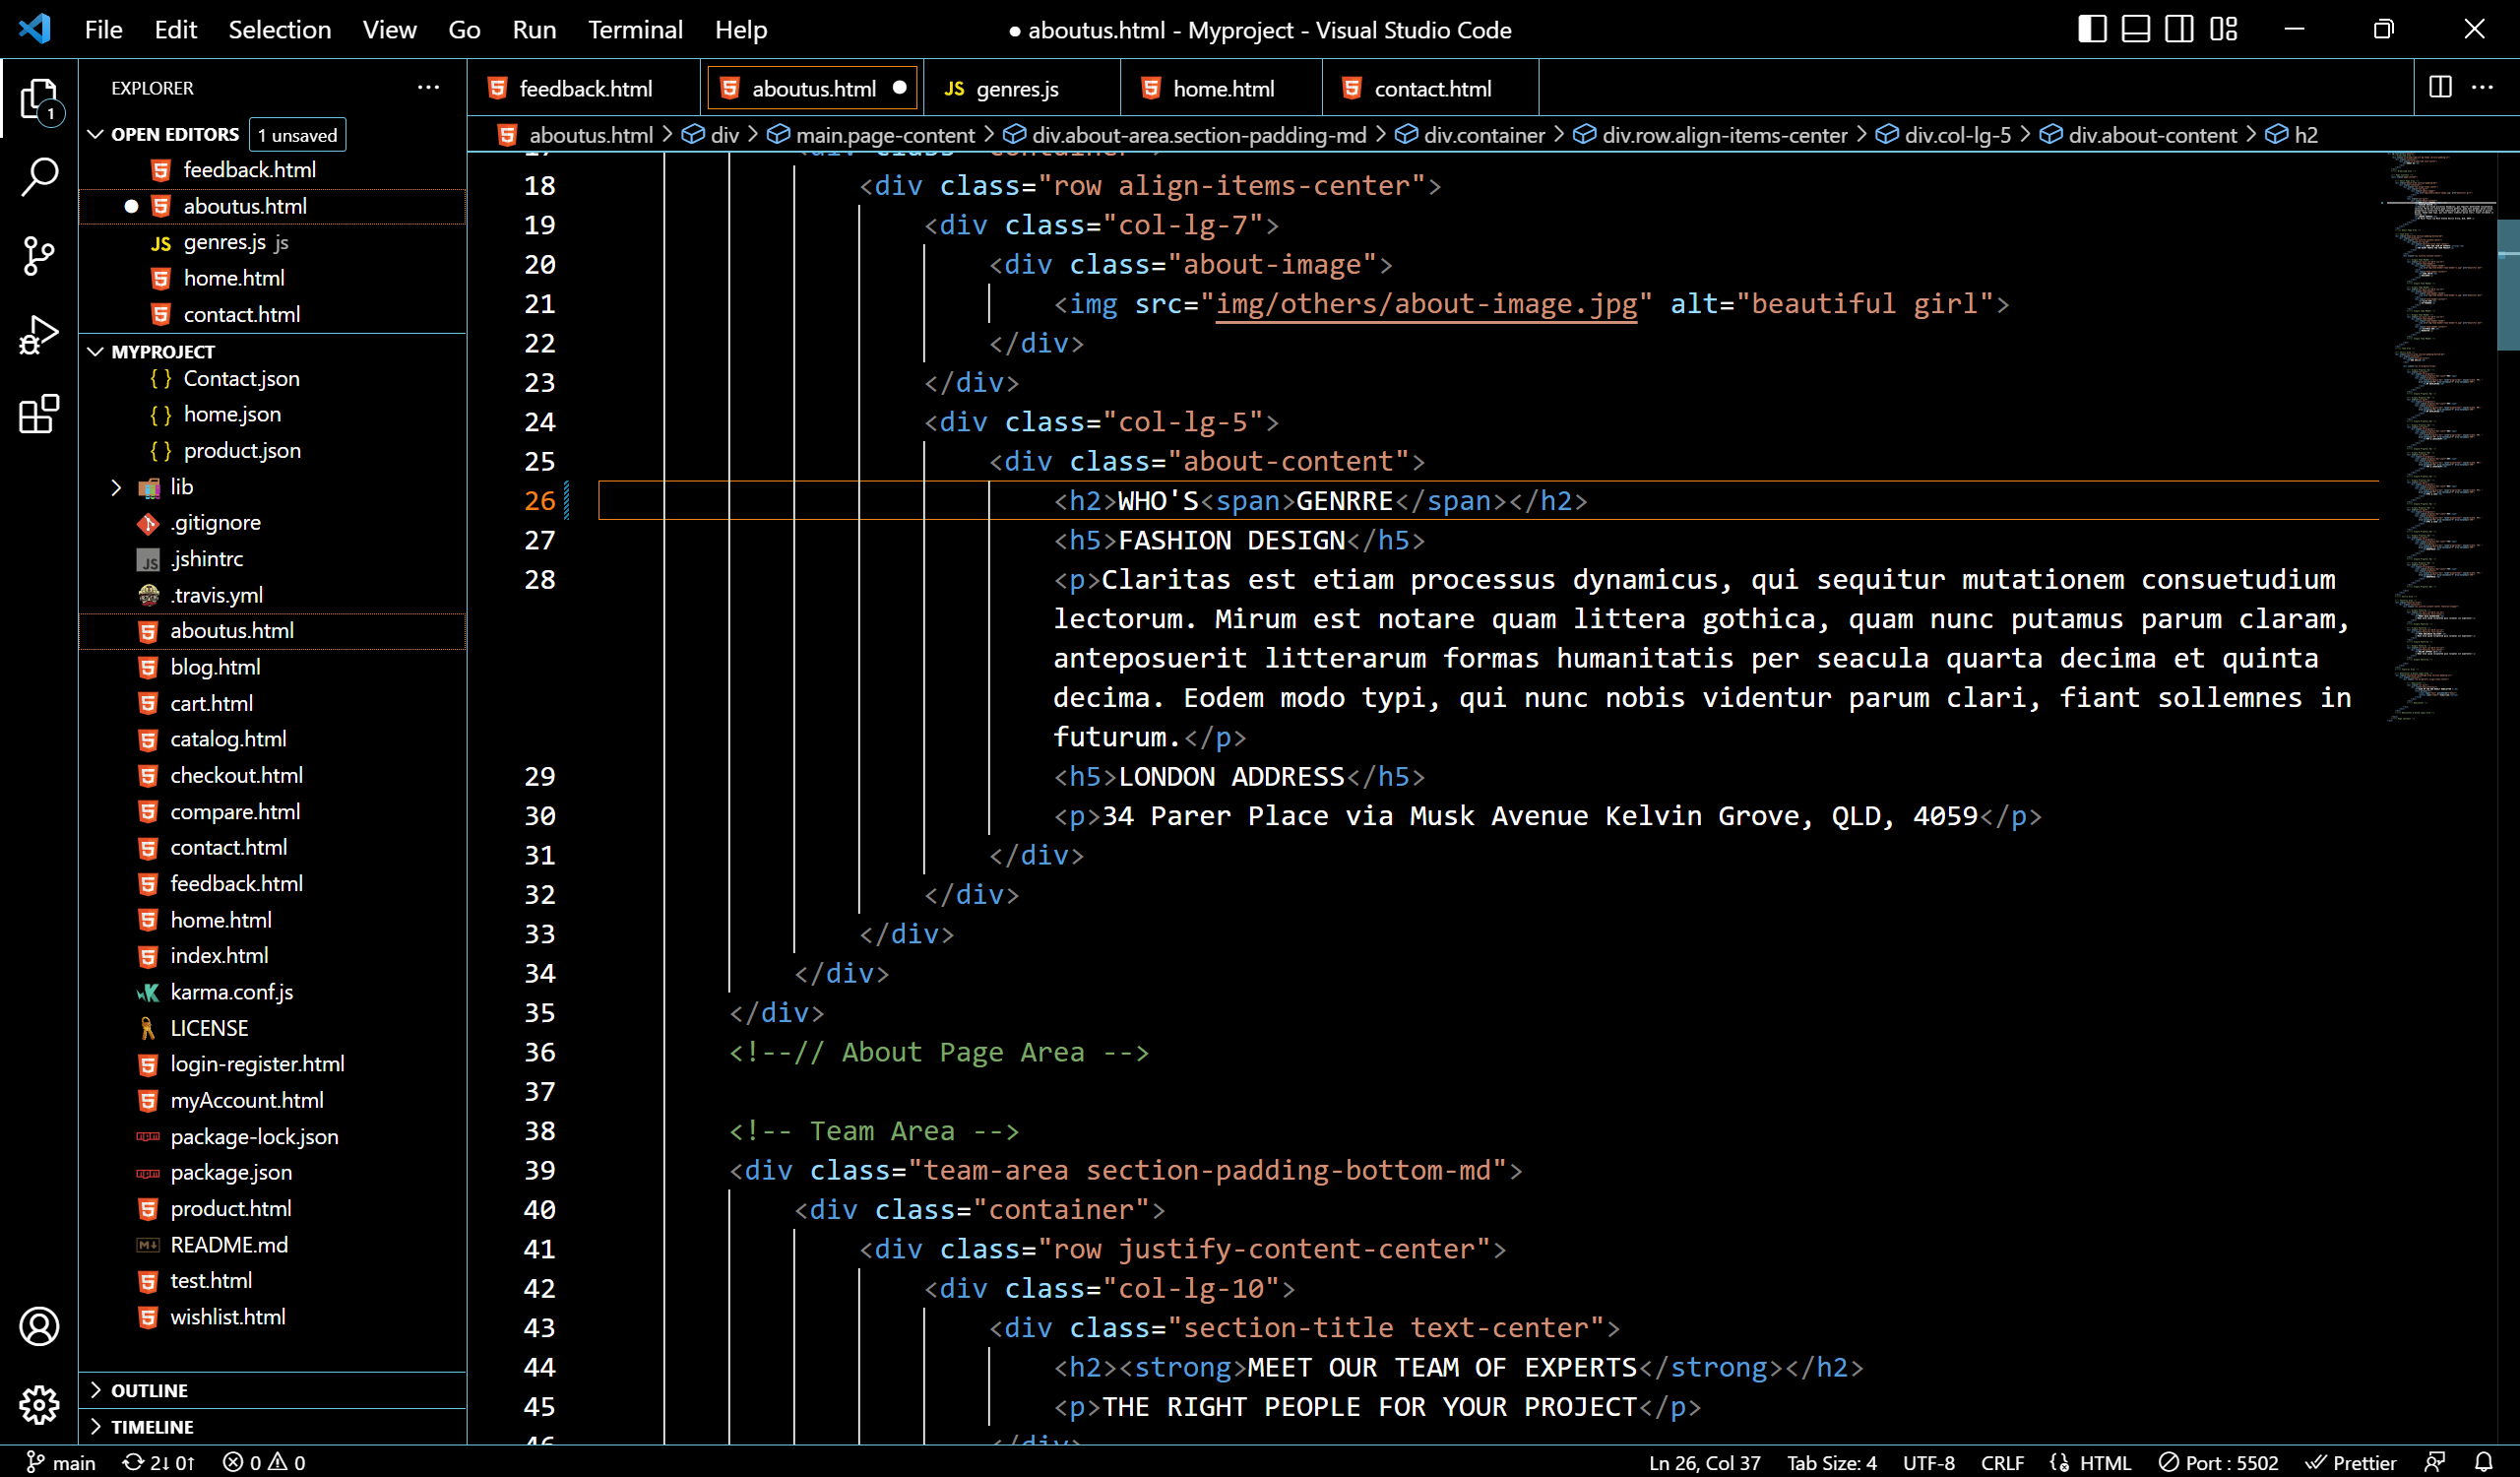 File Edit Selection View Go Run Terminal Help
● aboutus.html - Myproject - Visual Studio Code
EXPLORER
OPEN EDITORS 1 unsaved
feedback.html
aboutus.html
genres.js js
home.html
contact.html
MYPROJECT
Contact.json
home.json
product.json
lib
.gitignore
.jshintrc
.travis.yml
aboutus.html
blog.html
cart.html
catalog.html
checkout.html
compare.html
contact.html
feedback.html
home.html
index.html
karma.conf.js
LICENSE
login-register.html
myAccount.html
package-lock.json
package.json
product.html
README.md
test.html
wishlist.html
OUTLINE
TIMELINE
feedback.html aboutus.html ● JS genres.js home.html contact.html
aboutus.html > div > main.page-content > div.about-area.section-padding-md > div.container > div.row.align-items-center > div.col-lg-5 > div.about-content > h2
18 <div class="row align-items-center">
19 <div class="col-lg-7">
20 <div class="about-image">
21 <img src="img/others/about-image.jpg" alt="beautiful girl">
22 </div>
23 </div>
24 <div class="col-lg-5">
25 <div class="about-content">
26 <h2>WHO'S<span>GENRRE</span></h2>
27 <h5>FASHION DESIGN</h5>
28 <p>Claritas est etiam processus dynamicus, qui sequitur mutationem consuetudium
lectorum. Mirum est notare quam littera gothica, quam nunc putamus parum claram,
anteposuerit litterarum formas humanitatis per seacula quarta decima et quinta
decima. Eodem modo typi, qui nunc nobis videntur parum clari, fiant sollemnes in
futurum.</p>
29 <h5>LONDON ADDRESS</h5>
30 <p>34 Parer Place via Musk Avenue Kelvin Grove, QLD, 4059</p>
31 </div>
32 </div>
33 </div>
34 </div>
35 </div>
36 <!--// About Page Area -->
37
38 <!-- Team Area -->
39 <div class="team-area section-padding-bottom-md">
40 <div class="container">
41 <div class="row justify-content-center">
42 <div class="col-lg-10">
43 <div class="section-title text-center">
44 <h2><strong>MEET OUR TEAM OF EXPERTS</strong></h2>
45 <p>THE RIGHT PEOPLE FOR YOUR PROJECT</p>
main 2↓ 0↑ 0 0 Ln 26, Col 37 Tab Size: 4 UTF-8 CRLF HTML Port : 5502 Prettier